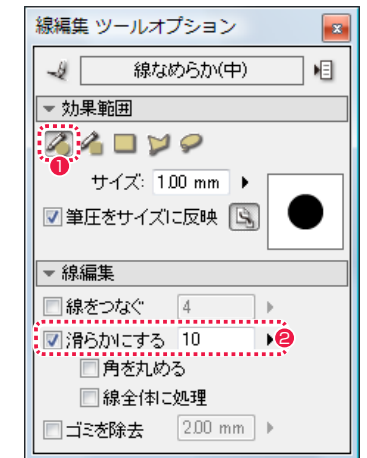 線編集 ツールオプション
線なめらか(中)
効果範囲
1
サイズ: 1.00 mm
筆圧をサイズに反映
線編集
線をつなぐ 4
滑らかにする 10 2
角を丸める
線全体に処理
ゴミを除去 2.00 mm